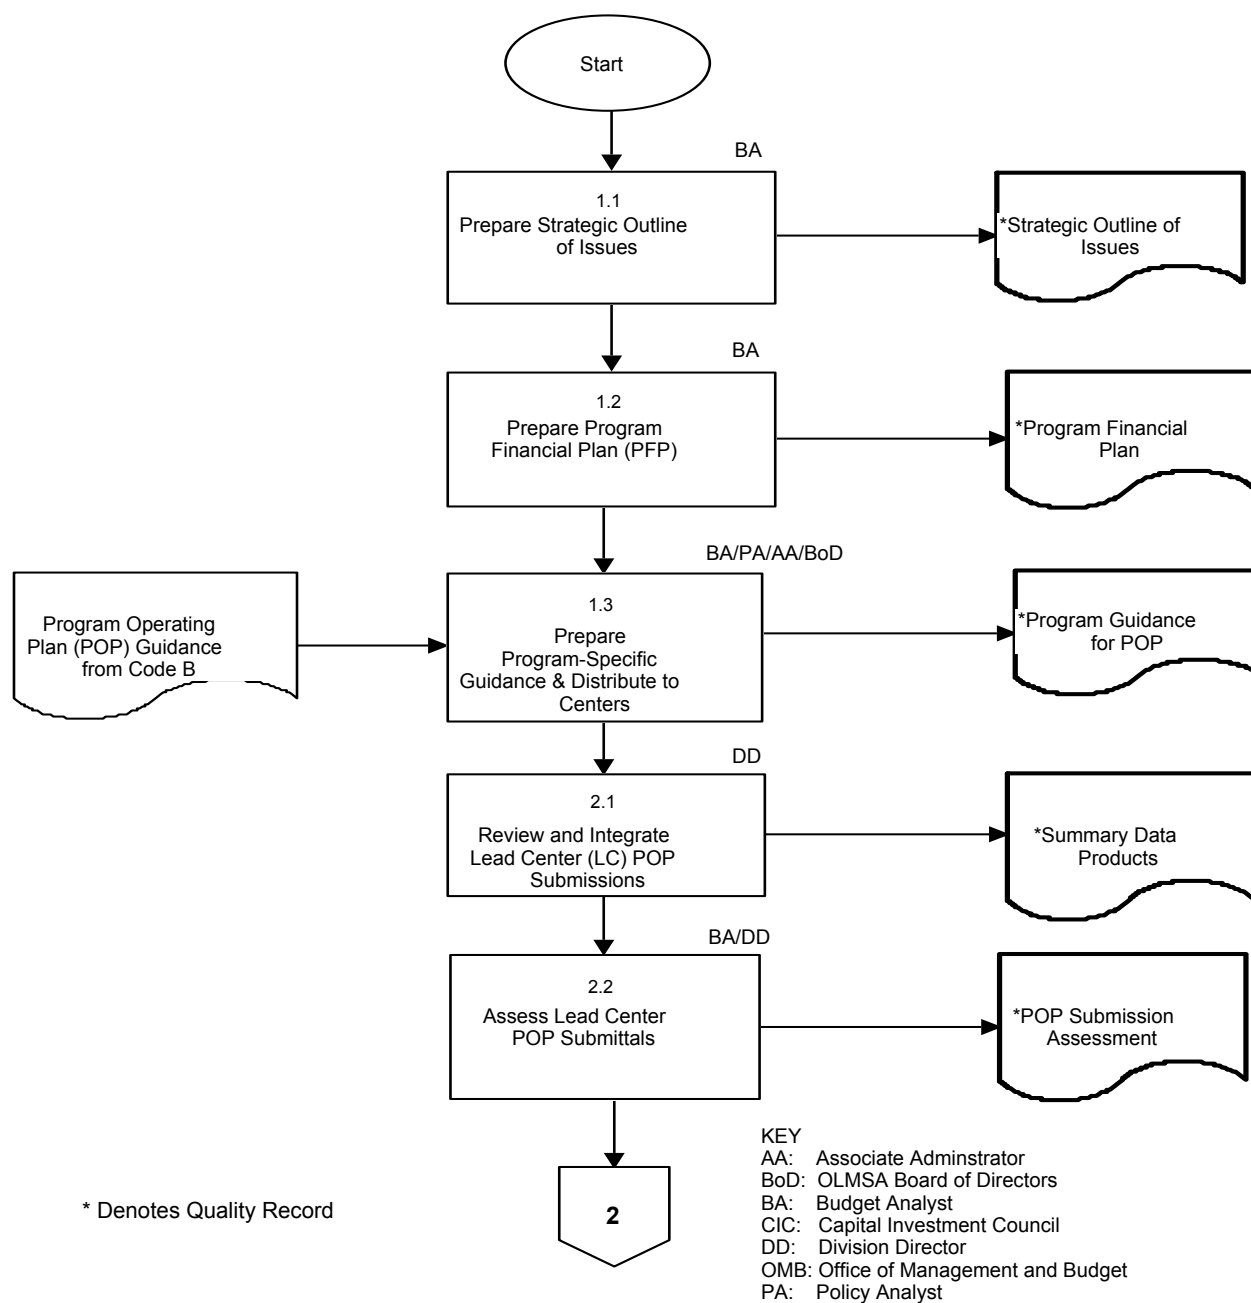 Start
BA
1.1
Prepare Strategic Outline
of Issues
*Strategic Outline of
Issues
BA
1.2
Prepare Program
Financial Plan (PFP)
*Program Financial
Plan
BA/PA/AA/BoD
Program Operating
Plan (POP) Guidance
from Code B
1.3
Prepare
Program-Specific
Guidance & Distribute to
Centers
*Program Guidance
for POP
DD
2.1
Review and Integrate
Lead Center (LC) POP
Submissions
*Summary Data
Products
BA/DD
2.2
Assess Lead Center
POP Submittals
*POP Submission
Assessment
2
* Denotes Quality Record
KEY
AA: Associate Adminstrator
BoD: OLMSA Board of Directors
BA: Budget Analyst
CIC: Capital Investment Council
DD: Division Director
OMB: Office of Management and Budget
PA: Policy Analyst